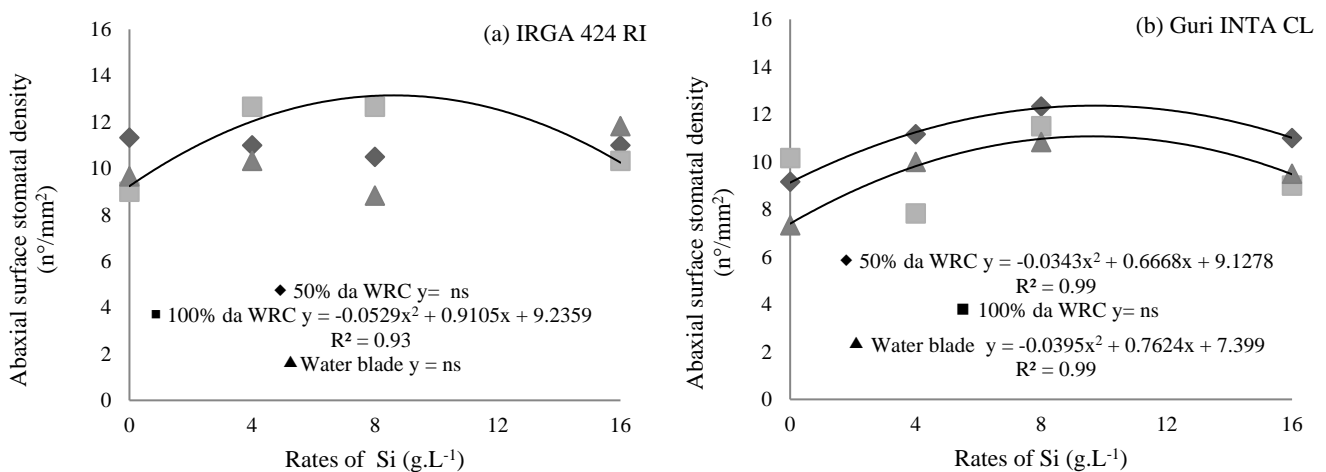 (a) IRGA 424 RI
Abaxial surface stomatal density
(n°/mm²)
16
14
12
10
8
6
4
2
0
◆ 50% da WRC y= ns
■ 100% da WRC y = -0.0529x² + 0.9105x + 9.2359
R² = 0.93
▲ Water blade y = ns
0 4 8 16
Rates of Si (g.L⁻¹)
(b) Guri INTA CL
Abaxial surface stomatal density
(n°/mm²)
16
14
12
10
8
6
4
2
0
◆ 50% da WRC y = -0.0343x² + 0.6668x + 9.1278
R² = 0.99
■ 100% da WRC y= ns
▲ Water blade y = -0.0395x² + 0.7624x + 7.399
R² = 0.99
0 4 8 16
Rates of Si (g.L⁻¹)